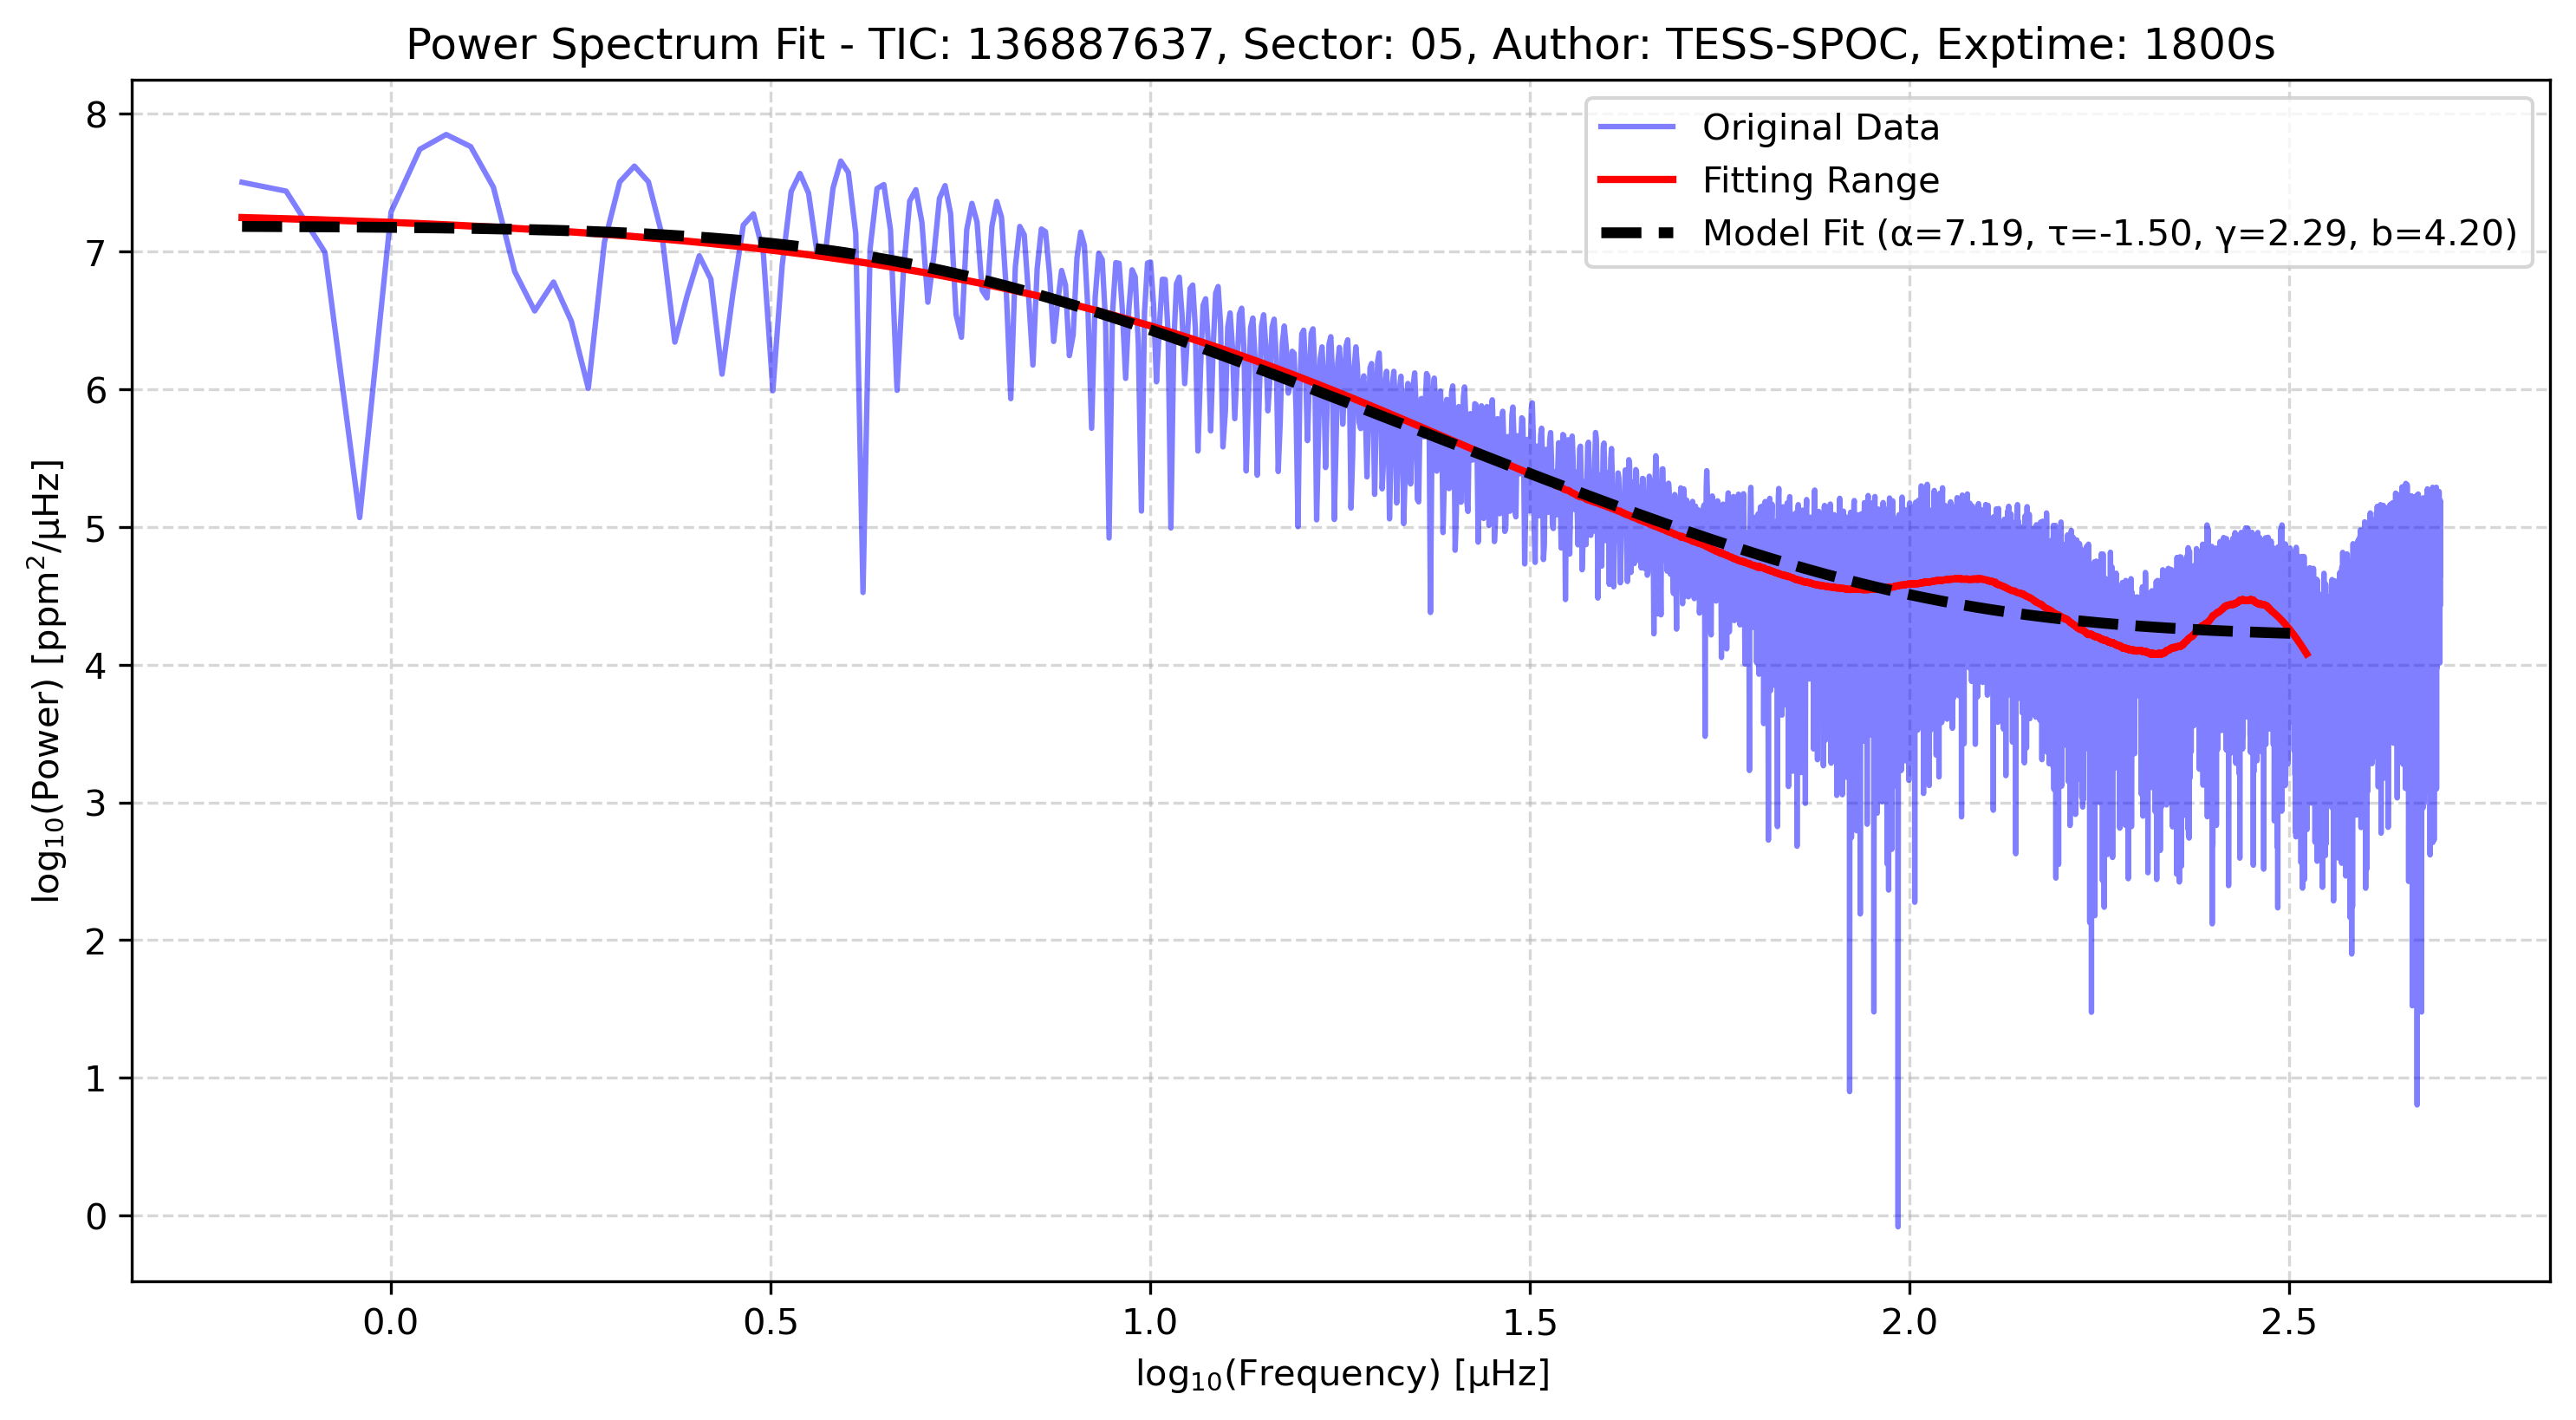 Power Spectrum Fit - TIC: 136887637, Sector: 05, Author: TESS-SPOC, Exptime: 1800s
Original Data
Fitting Range
Model Fit (α=7.19, τ=-1.50, γ=2.29, b=4.20)
log₁₀(Power) [ppm²/μHz]
8
7
6
5
4
3
2
1
0
0.0 0.5 1.0 1.5 2.0 2.5
log₁₀(Frequency) [μHz]